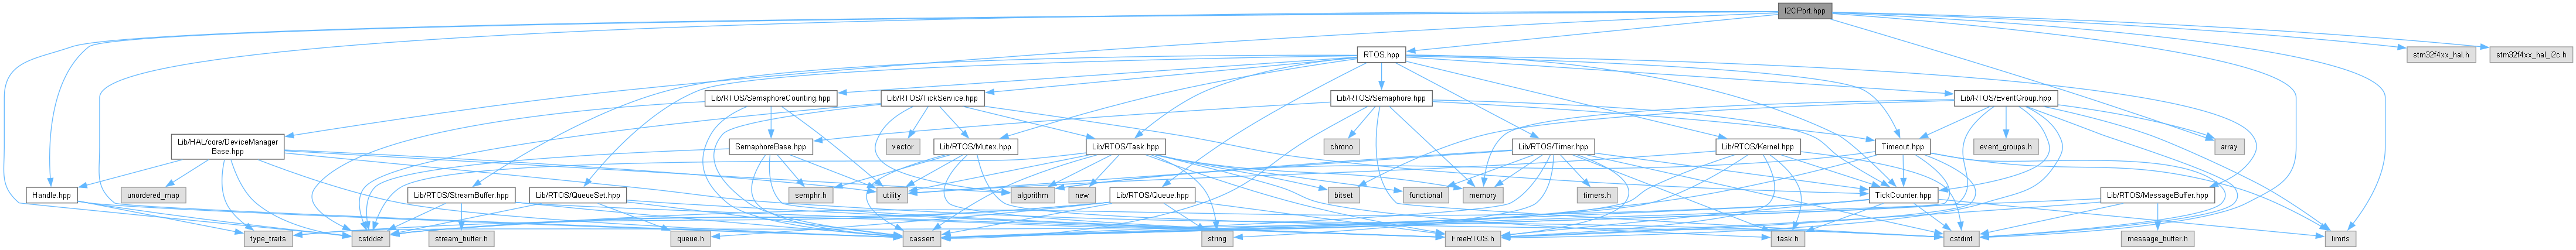 I2CPort.hpp
RTOS.hpp
stm32f4xx_hal.h
stm32f4xx_hal_i2c.h
Lib/RTOS/SemaphoreCounting.hpp
Lib/RTOS/TickService.hpp
Lib/RTOS/Semaphore.hpp
Lib/RTOS/EventGroup.hpp
Lib/HAL/core/DeviceManager
Base.hpp
SemaphoreBase.hpp
vector
Lib/RTOS/Mutex.hpp
Lib/RTOS/Task.hpp
chrono
Lib/RTOS/Timer.hpp
Lib/RTOS/Kernel.hpp
Timeout.hpp
event_groups.h
array
Handle.hpp
unordered_map
Lib/RTOS/StreamBuffer.hpp
Lib/RTOS/QueueSet.hpp
semphr.h
utility
algorithm
new
Lib/RTOS/Queue.hpp
bitset
functional
memory
timers.h
TickCounter.hpp
Lib/RTOS/MessageBuffer.hpp
type_traits
cstddef
stream_buffer.h
queue.h
cassert
string
FreeRTOS.h
task.h
cstdint
message_buffer.h
limits